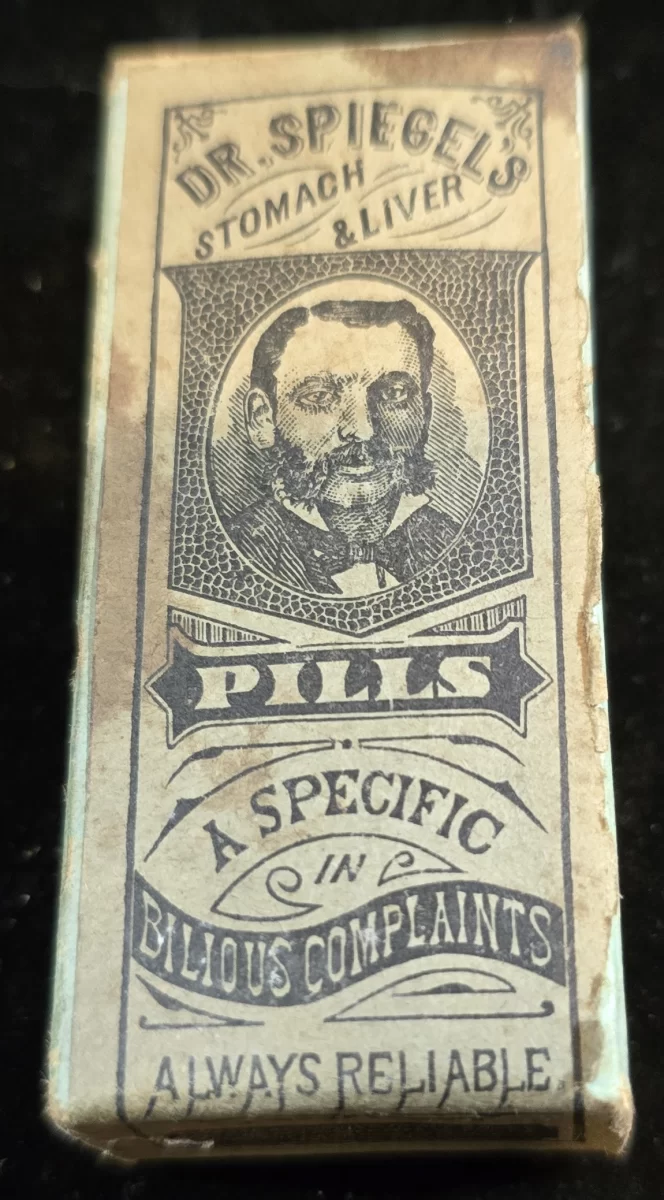 DR. SPIEGEL'S
STOMACH
& LIVER
PILLS
A SPECIFIC
IN
BILIOUS COMPLAINTS
ALWAYS RELIABLE.